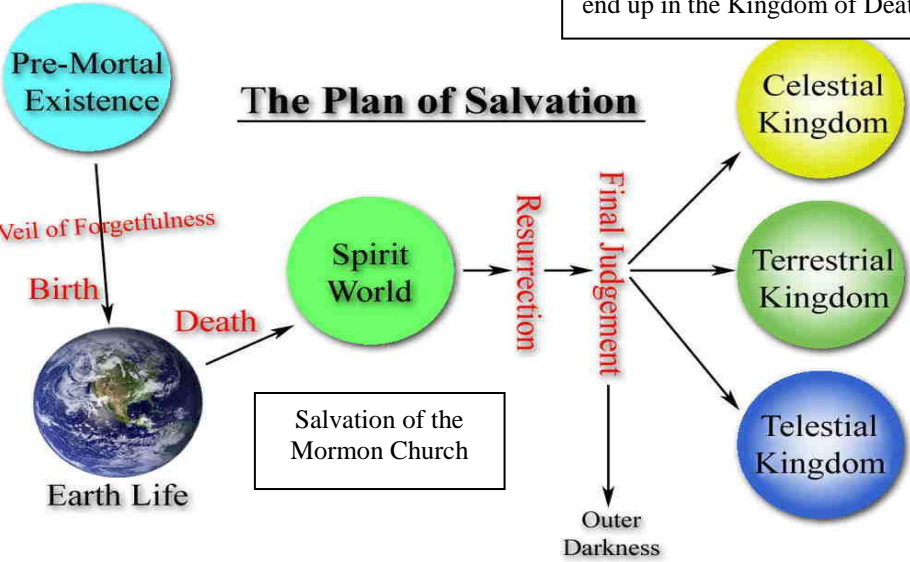 end up in the Kingdom of Deat
Pre-Mortal
Existence
The Plan of Salvation
Celestial
Kingdom
Veil of Forgetfulness
Birth
Death
Spirit
World
Resurrection
Final Judgement
Terrestrial
Kingdom
Salvation of the
Mormon Church
Earth Life
Telestial
Kingdom
Outer
Darkness